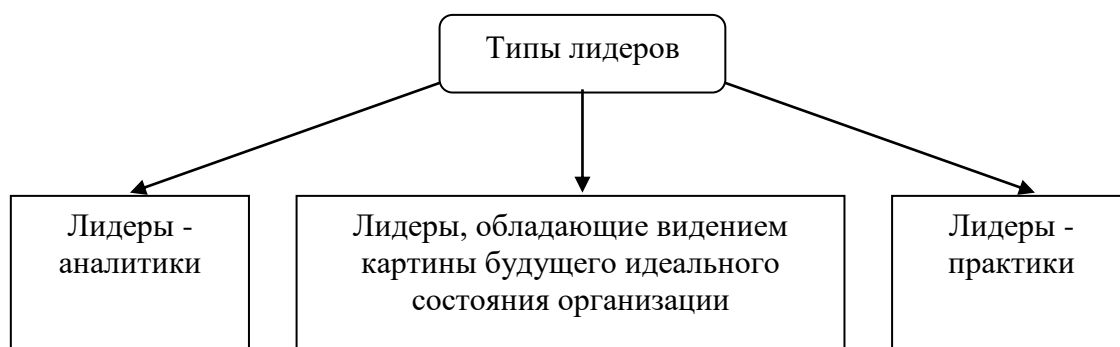 Типы лидеров
Лидеры -
аналитики
Лидеры, обладающие видением
картины будущего идеального
состояния организации
Лидеры -
практики